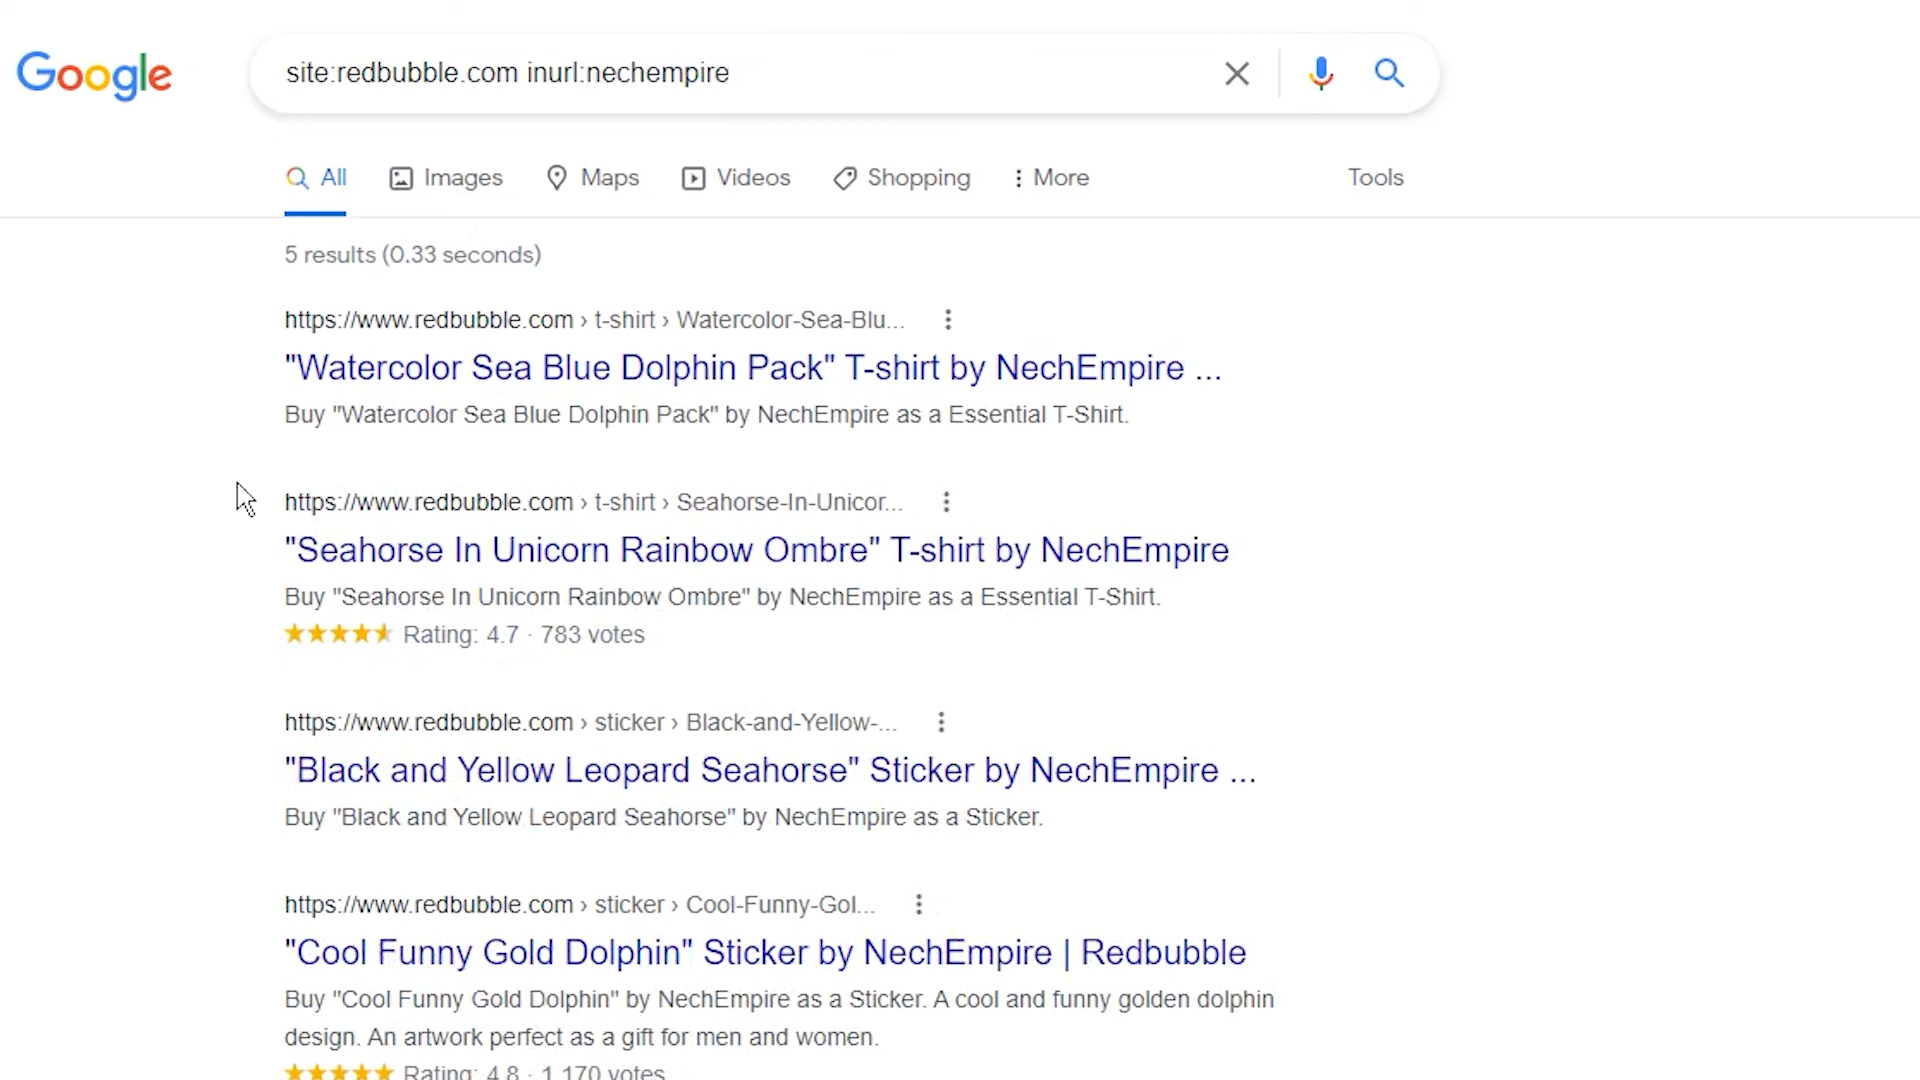 Google
site:redbubble.com inurl:nechempire
All Images Maps Videos Shopping More Tools
5 results (0.33 seconds)
https://www.redbubble.com › t-shirt › Watercolor-Sea-Blu...
"Watercolor Sea Blue Dolphin Pack" T-shirt by NechEmpire ...
Buy "Watercolor Sea Blue Dolphin Pack" by NechEmpire as a Essential T-Shirt.
https://www.redbubble.com › t-shirt › Seahorse-In-Unicor...
"Seahorse In Unicorn Rainbow Ombre" T-shirt by NechEmpire
Buy "Seahorse In Unicorn Rainbow Ombre" by NechEmpire as a Essential T-Shirt.
Rating: 4.7 · 783 votes
https://www.redbubble.com › sticker › Black-and-Yellow-...
"Black and Yellow Leopard Seahorse" Sticker by NechEmpire ...
Buy "Black and Yellow Leopard Seahorse" by NechEmpire as a Sticker.
https://www.redbubble.com › sticker › Cool-Funny-Gol...
"Cool Funny Gold Dolphin" Sticker by NechEmpire | Redbubble
Buy "Cool Funny Gold Dolphin" by NechEmpire as a Sticker. A cool and funny golden dolphin
design. An artwork perfect as a gift for men and women.
Rating: 4.8 · 1,170 votes